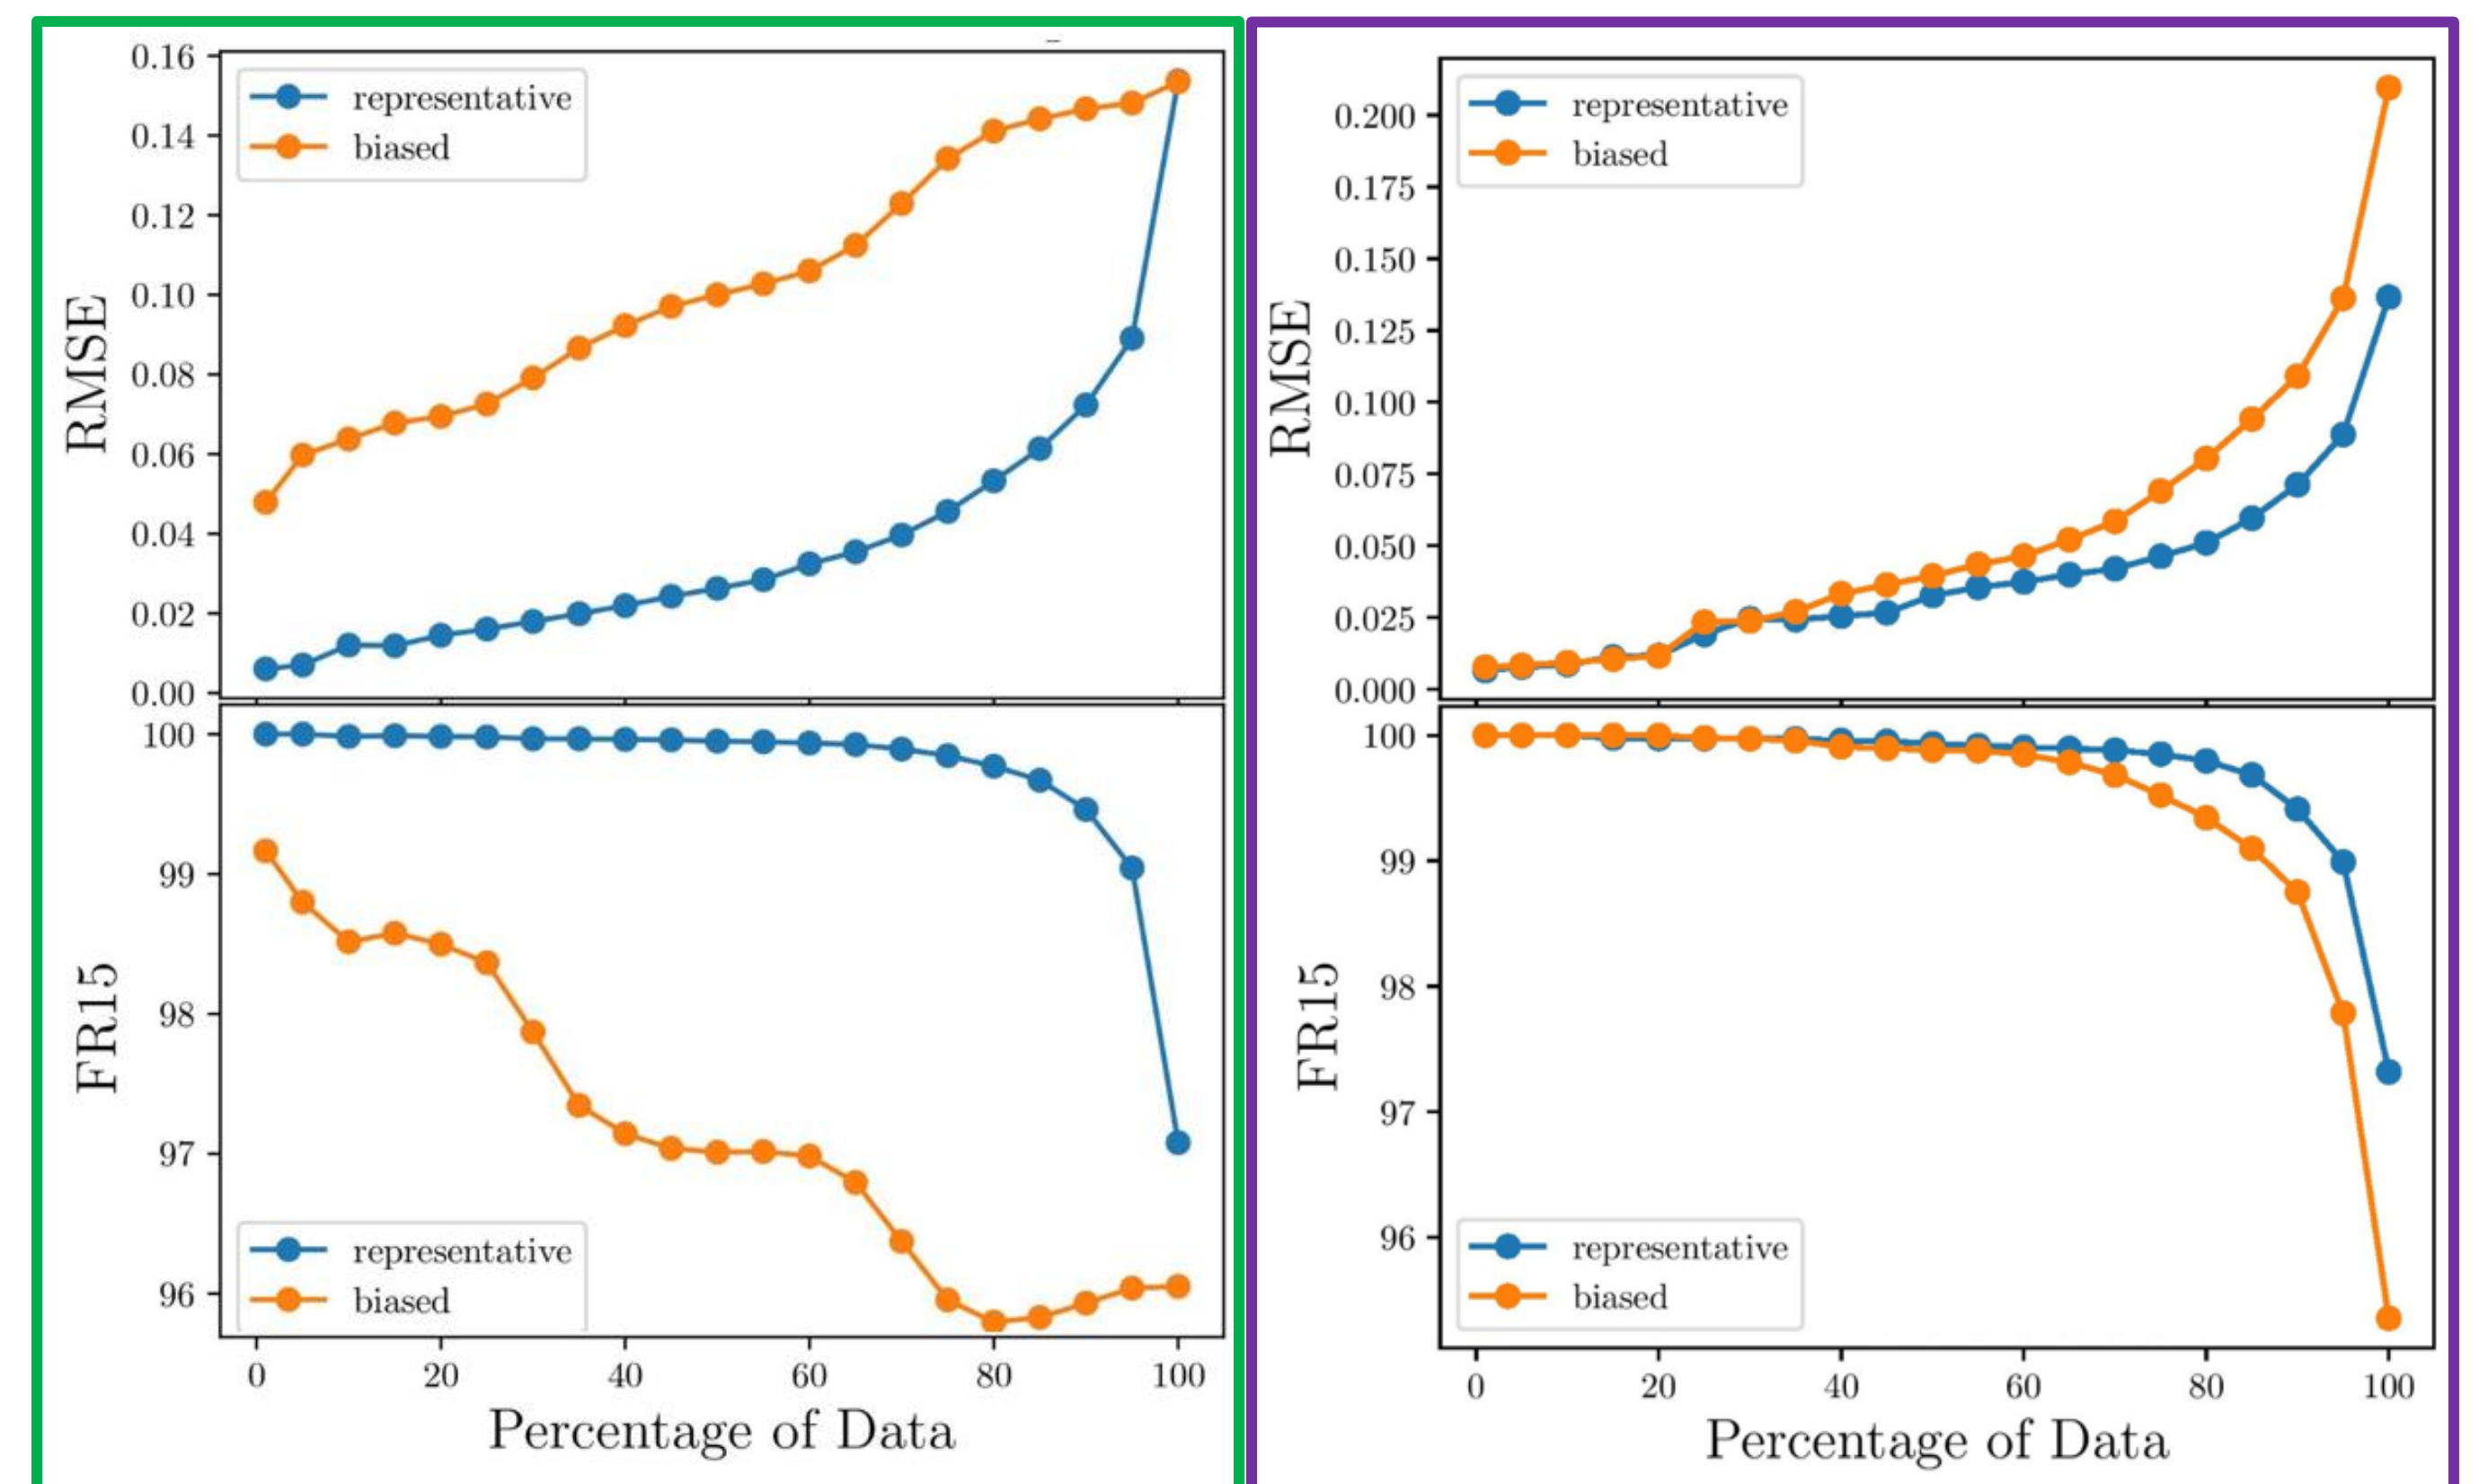 0.16
0.14
0.12
0.10
0.08
0.06
0.04
0.02
0.00
RMSE
representative
biased
100
99
98
97
96
FR15
representative
biased
0 20 40 60 80 100
Percentage of Data
0.200
0.175
0.150
0.125
0.100
0.075
0.050
0.025
0.000
RMSE
representative
biased
100
99
98
97
96
FR15
representative
biased
0 20 40 60 80 100
Percentage of Data